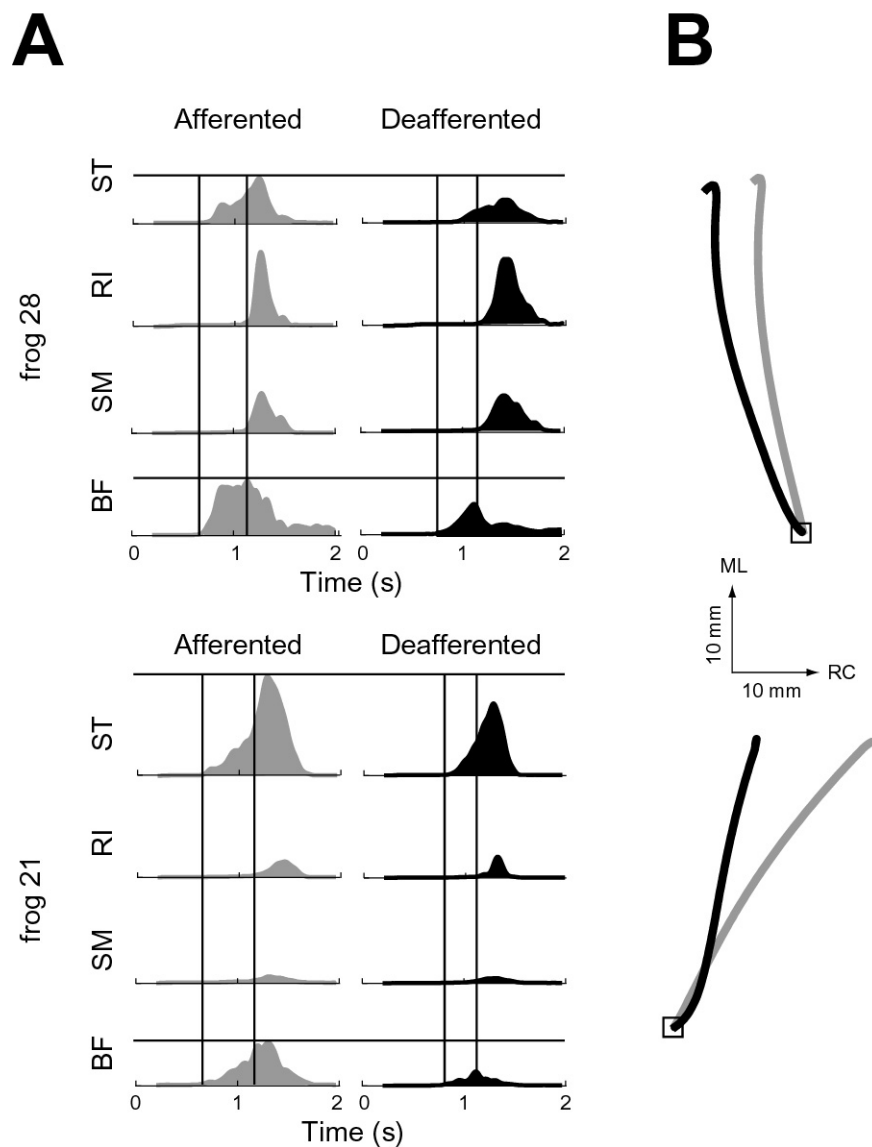 A
B
Afferented
Deafferented
frog 28
ST
RI
SM
BF
0
1
2
0
1
2
Time (s)
ML
10 mm
RC
10 mm
Afferented
Deafferented
frog 21
ST
RI
SM
BF
0
1
2
0
1
2
Time (s)